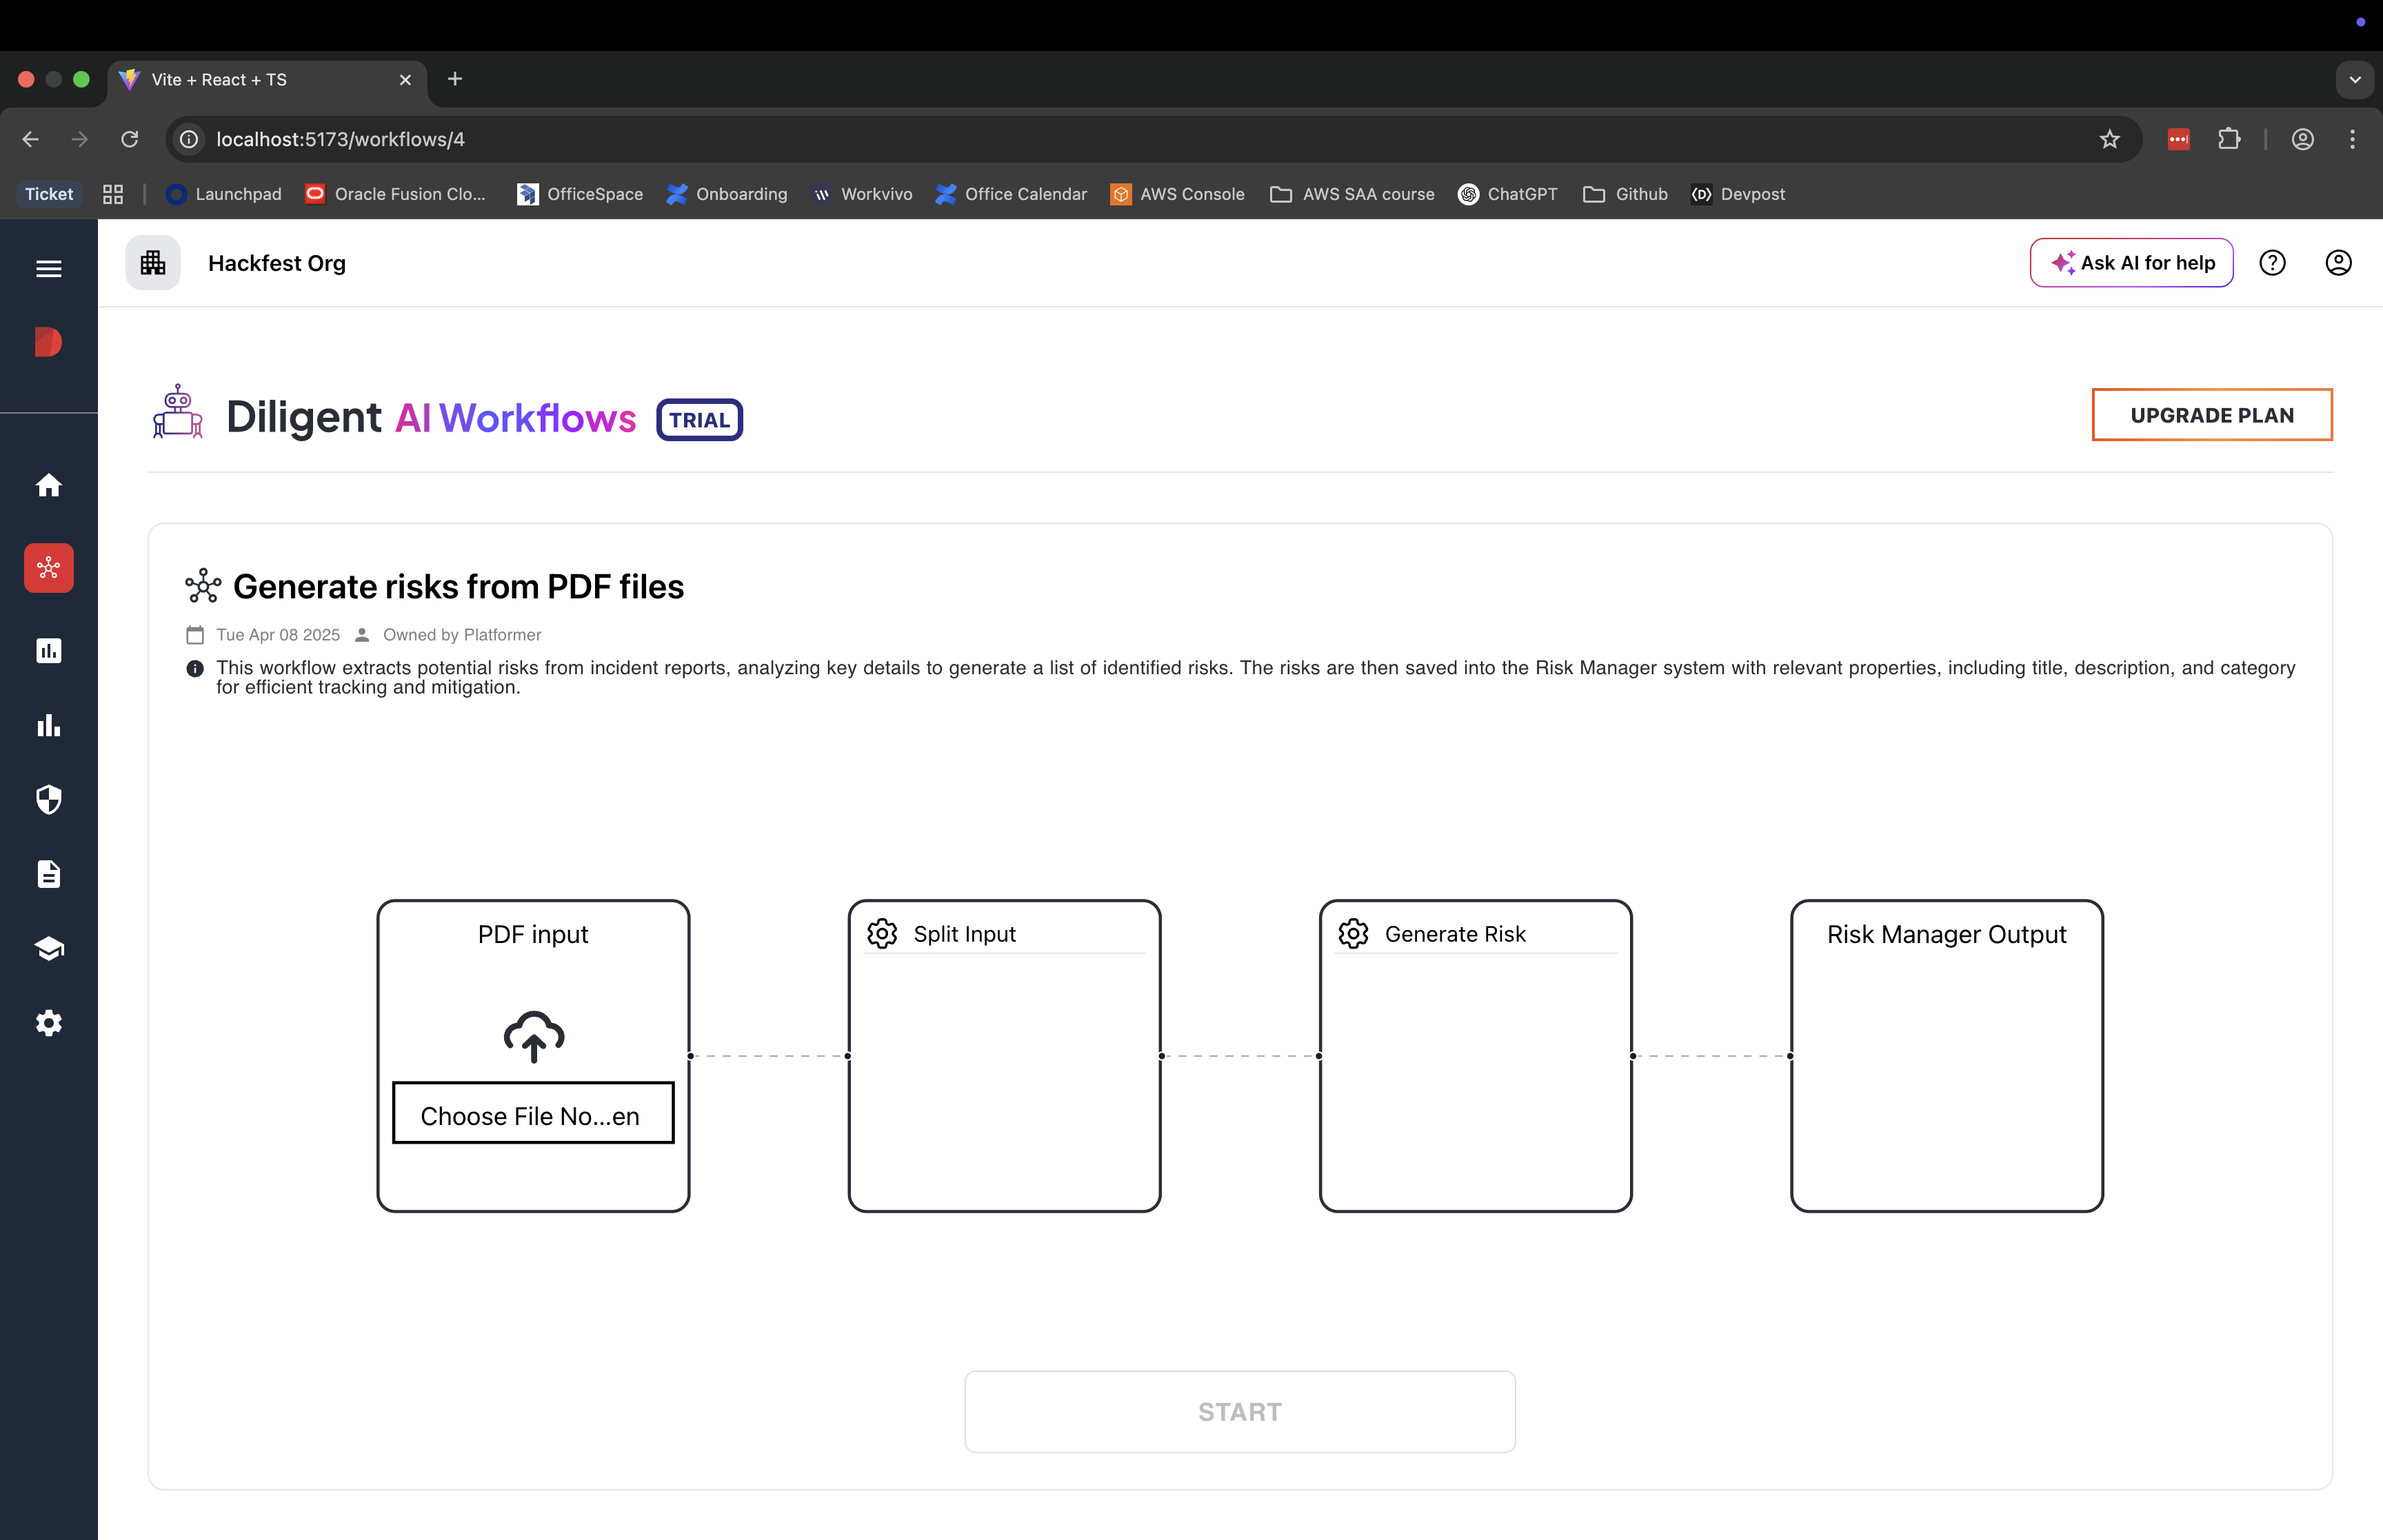 Vite + React + TS
localhost:5173/workflows/4
Ticket
Launchpad
Oracle Fusion Clo...
OfficeSpace
Onboarding
Workvivo
Office Calendar
AWS Console
AWS SAA course
ChatGPT
Github
Devpost
Hackfest Org
Ask AI for help
Diligent AI Workflows
TRIAL
UPGRADE PLAN
Generate risks from PDF files
Tue Apr 08 2025
Owned by Platformer
This workflow extracts potential risks from incident reports, analyzing key details to generate a list of identified risks. The risks are then saved into the Risk Manager system with relevant properties, including title, description, and category
for efficient tracking and mitigation.
PDF input
Choose File No...en
Split Input
Generate Risk
Risk Manager Output
START